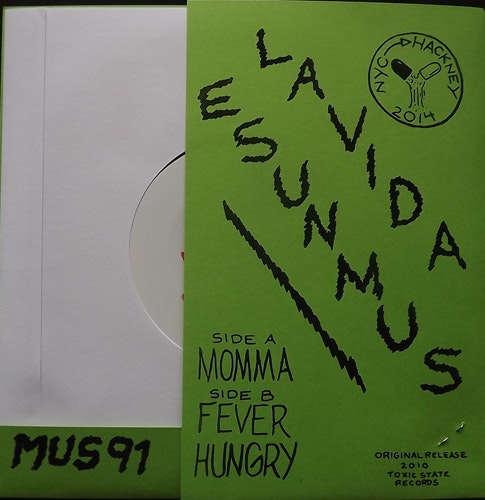 LA VIDA
ES UN MUS
NYC → HACKNEY
2014
SIDE A
MOMMA
SIDE B
FEVER
HUNGRY
MUS91
ORIGINAL RELEASE
2010
TOXIC STATE
RECORDS